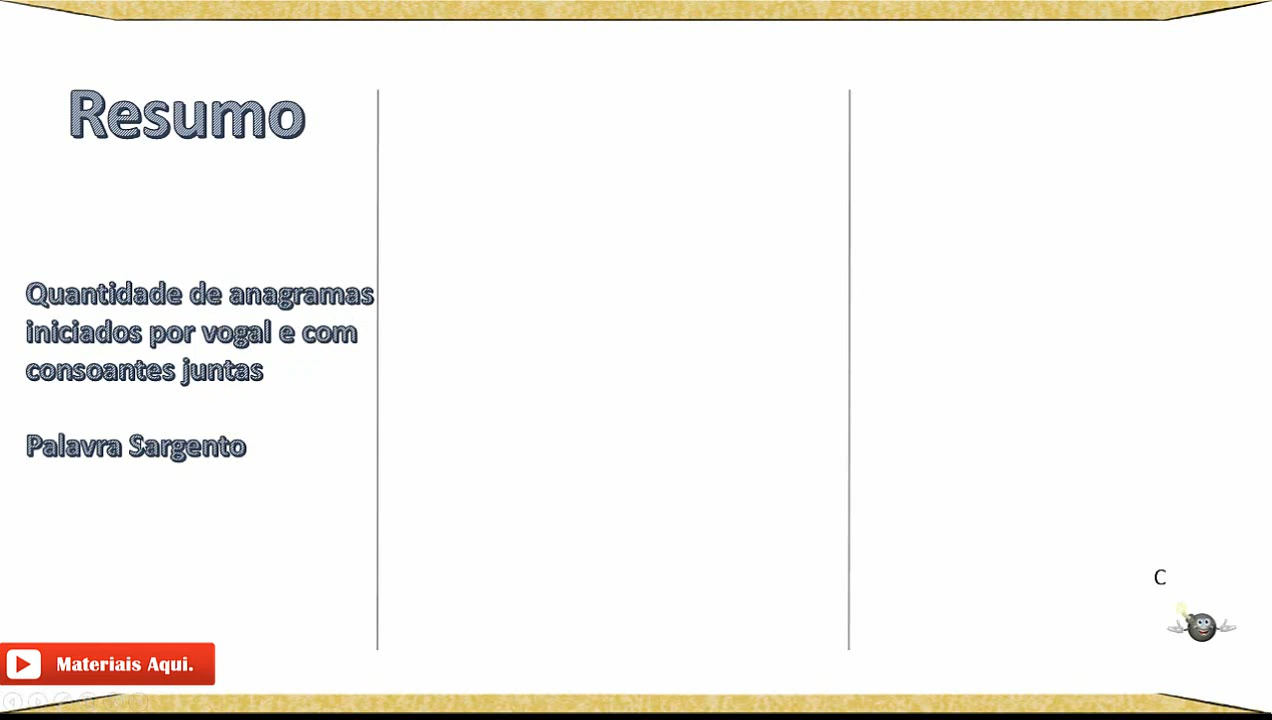 Resumo
Quantidade de anagramas
iniciados por vogal e com
consoantes juntas
Palavra Sargento
C
Materiais Aqui.